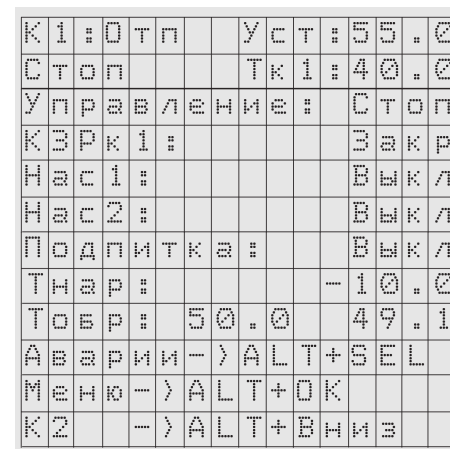 К1:Отп Уст:55.0
Стоп Тк1:40.0
Управление: Стоп
КЗРк1: Закр
Нас1: Выкл
Нас2: Выкл
Подпитка: Выкл
Тнар: -10.0
Тобр: 50.0 49.1
Аварии->ALT+SEL
Меню->ALT+OK
К2 ->ALT+Вниз